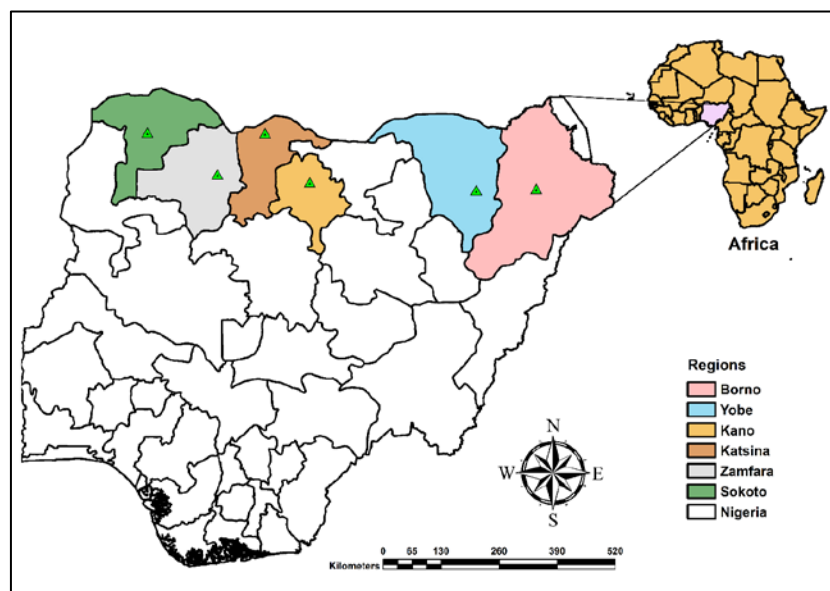 Africa
Regions
Borno
Yobe
Kano
Katsina
Zamfara
Sokoto
Nigeria
N
W E
S
0 65 130 260 390 520
Kilometers